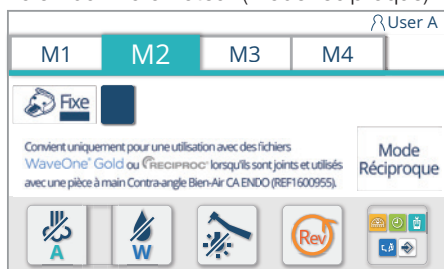 User A
M1 M2 M3 M4
Fixe
Convient uniquement pour une utilisation avec des fichiers
WaveOne® Gold ou RECIPROC® lorsqu'ils sont joints et utilisés
avec une pièce à main Contra-angle Bien-Air CA ENDO (REF1600955).
Mode
Réciproque
A
W
Rev